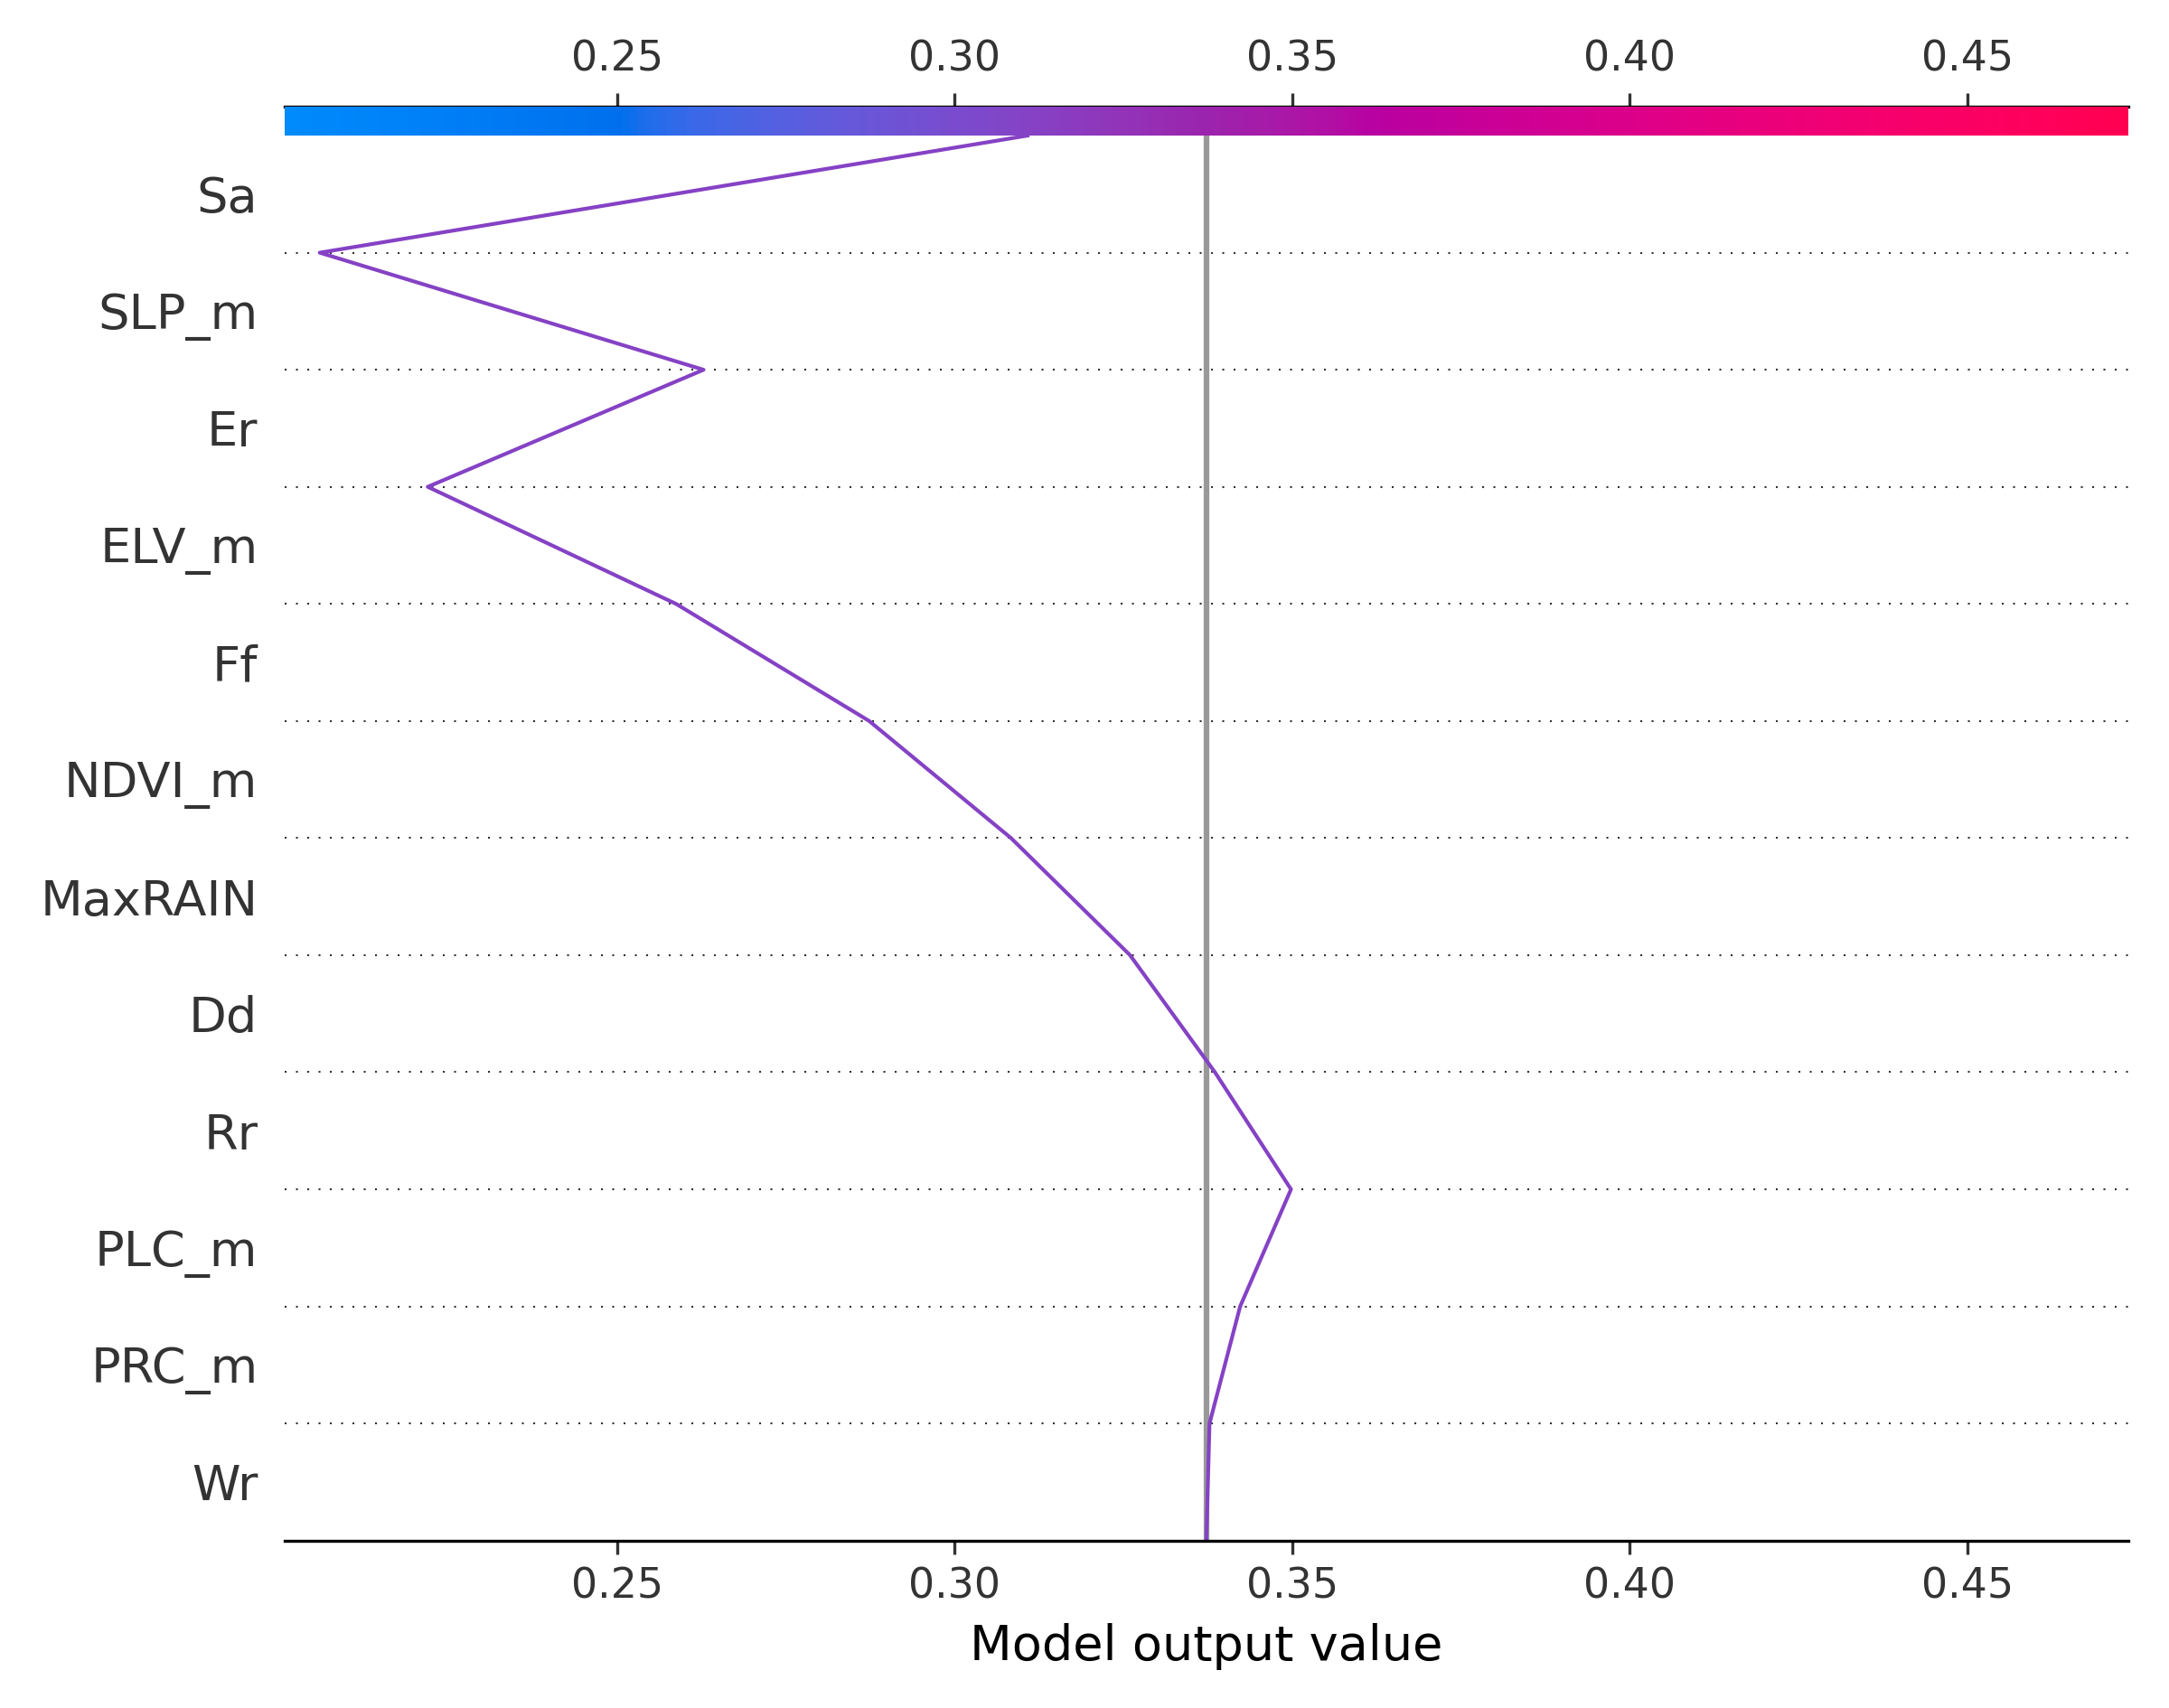 0.25 0.30 0.35 0.40 0.45
Sa
SLP_m
Er
ELV_m
Ff
NDVI_m
MaxRAIN
Dd
Rr
PLC_m
PRC_m
Wr
0.25 0.30 0.35 0.40 0.45
Model output value